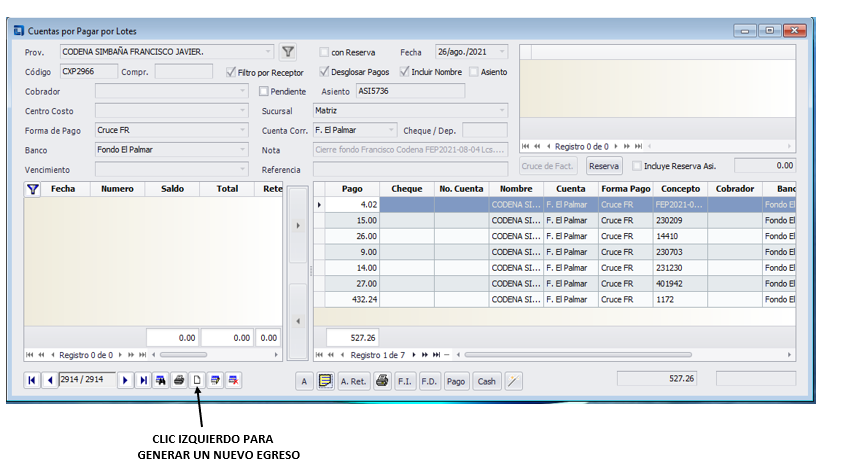 Cuentas por Pagar por Lotes
Prov. CODENA SIMBAÑA FRANCISCO JAVIER. con Reserva Fecha 26/ago./2021
Código CXP2966 Compr. Filtro por Receptor Desglosar Pagos Incluir Nombre Asiento
Cobrador Pendiente Asiento ASI5736
Centro Costo Sucursal Matriz
Forma de Pago Cruce FR Cuenta Corr. F. El Palmar Cheque / Dep.
Banco Fondo El Palmar Nota Cierre fondo Francisco Codena FEP2021-08-04 Lcs....
Registro 0 de 0
Vencimiento Referencia Cruce de Fact. Reserva Incluye Reserva Asi. 0.00
Fecha Numero Saldo Total Rete
Pago Cheque No. Cuenta Nombre Cuenta Forma Pago Concepto Cobrador Banc
4.02 CODENA SI... F. El Palmar Cruce FR FEP2021-0... Fondo El
15.00 CODENA SI... F. El Palmar Cruce FR 230209 Fondo El
26.00 CODENA SI... F. El Palmar Cruce FR 14410 Fondo El
9.00 CODENA SI... F. El Palmar Cruce FR 230703 Fondo El
14.00 CODENA SI... F. El Palmar Cruce FR 231230 Fondo El
27.00 CODENA SI... F. El Palmar Cruce FR 401942 Fondo El
432.24 CODENA SI... F. El Palmar Cruce FR 1172 Fondo El
0.00 0.00 0.00 527.26
Registro 0 de 0 Registro 1 de 7
2914 / 2914 A A. Ret. F.I. F.D. Pago Cash 527.26
CLIC IZQUIERDO PARA
GENERAR UN NUEVO EGRESO